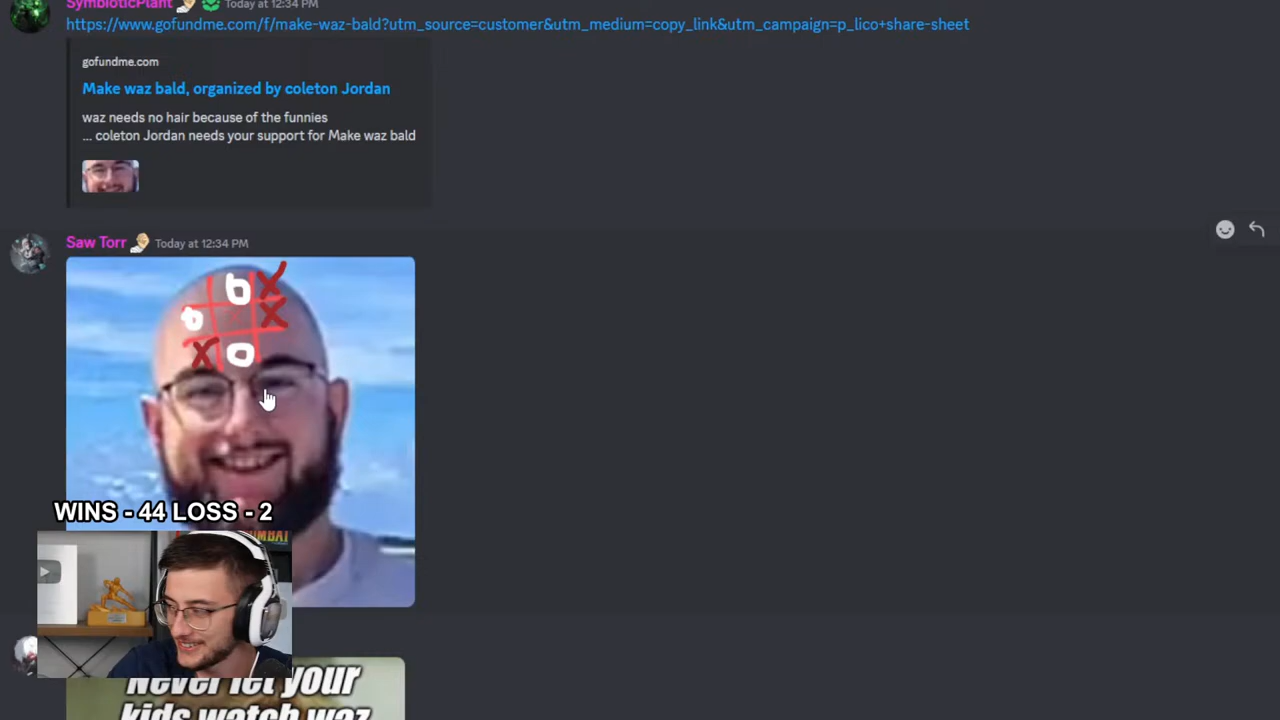 SymbioticPlant Today at 12:34 PM
https://www.gofundme.com/f/make-waz-bald?utm_source=customer&utm_medium=copy_link&utm_campaign=p_lico+share-sheet
gofundme.com
Make waz bald, organized by coleton Jordan
waz needs no hair because of the funnies
... coleton Jordan needs your support for Make waz bald
Saw Torr Today at 12:34 PM
O X
O X X
X O
WINS - 44 LOSS - 2
Never let your
kids watch waz